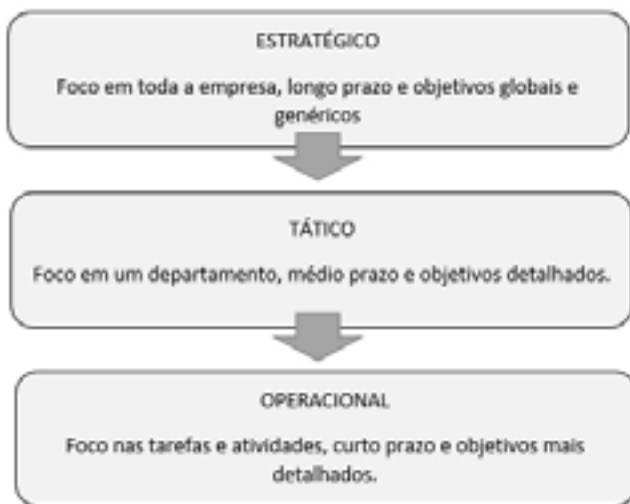 ESTRATÉGICO
Foco em toda a empresa, longo prazo e objetivos globais e
genéricos
TÁTICO
Foco em um departamento, médio prazo e objetivos detalhados.
OPERACIONAL
Foco nas tarefas e atividades, curto prazo e objetivos mais
detalhados.